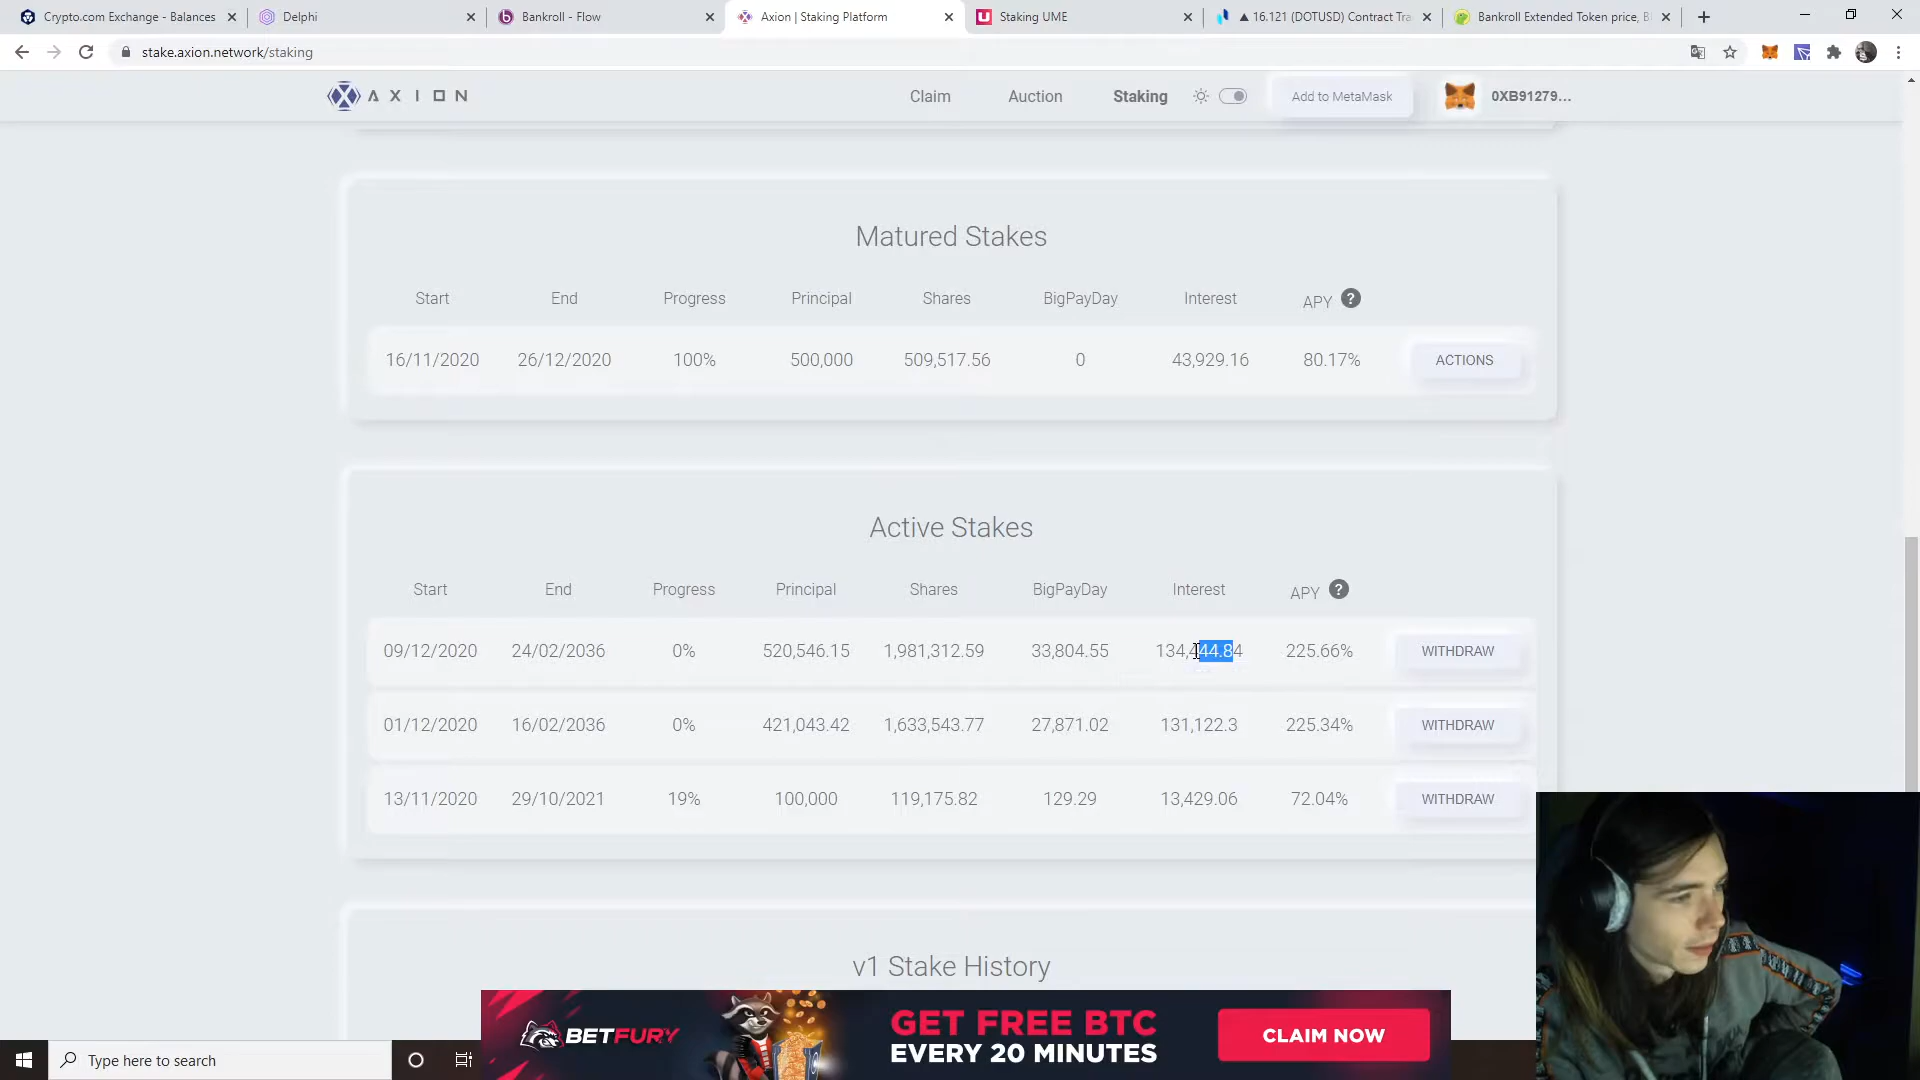 Crypto.com Exchange - Balances
Delphi
Bankroll - Flow
Axion | Staking Platform
Staking UME
▲ 16.121 (DOTUSD) Contract Tra
Bankroll Extended Token price, B
stake.axion.network/staking
AXION
Claim
Auction
Staking
Add to MetaMask
0XB91279...
Matured Stakes
Start End Progress Principal Shares BigPayDay Interest APY ?
16/11/2020 26/12/2020 100% 500,000 509,517.56 0 43,929.16 80.17% ACTIONS
Active Stakes
Start End Progress Principal Shares BigPayDay Interest APY ?
09/12/2020 24/02/2036 0% 520,546.15 1,981,312.59 33,804.55 134,444.84 225.66% WITHDRAW
01/12/2020 16/02/2036 0% 421,043.42 1,633,543.77 27,871.02 131,122.3 225.34% WITHDRAW
13/11/2020 29/10/2021 19% 100,000 119,175.82 129.29 13,429.06 72.04% WITHDRAW
v1 Stake History
BETFURY
GET FREE BTC
EVERY 20 MINUTES
CLAIM NOW
Type here to search